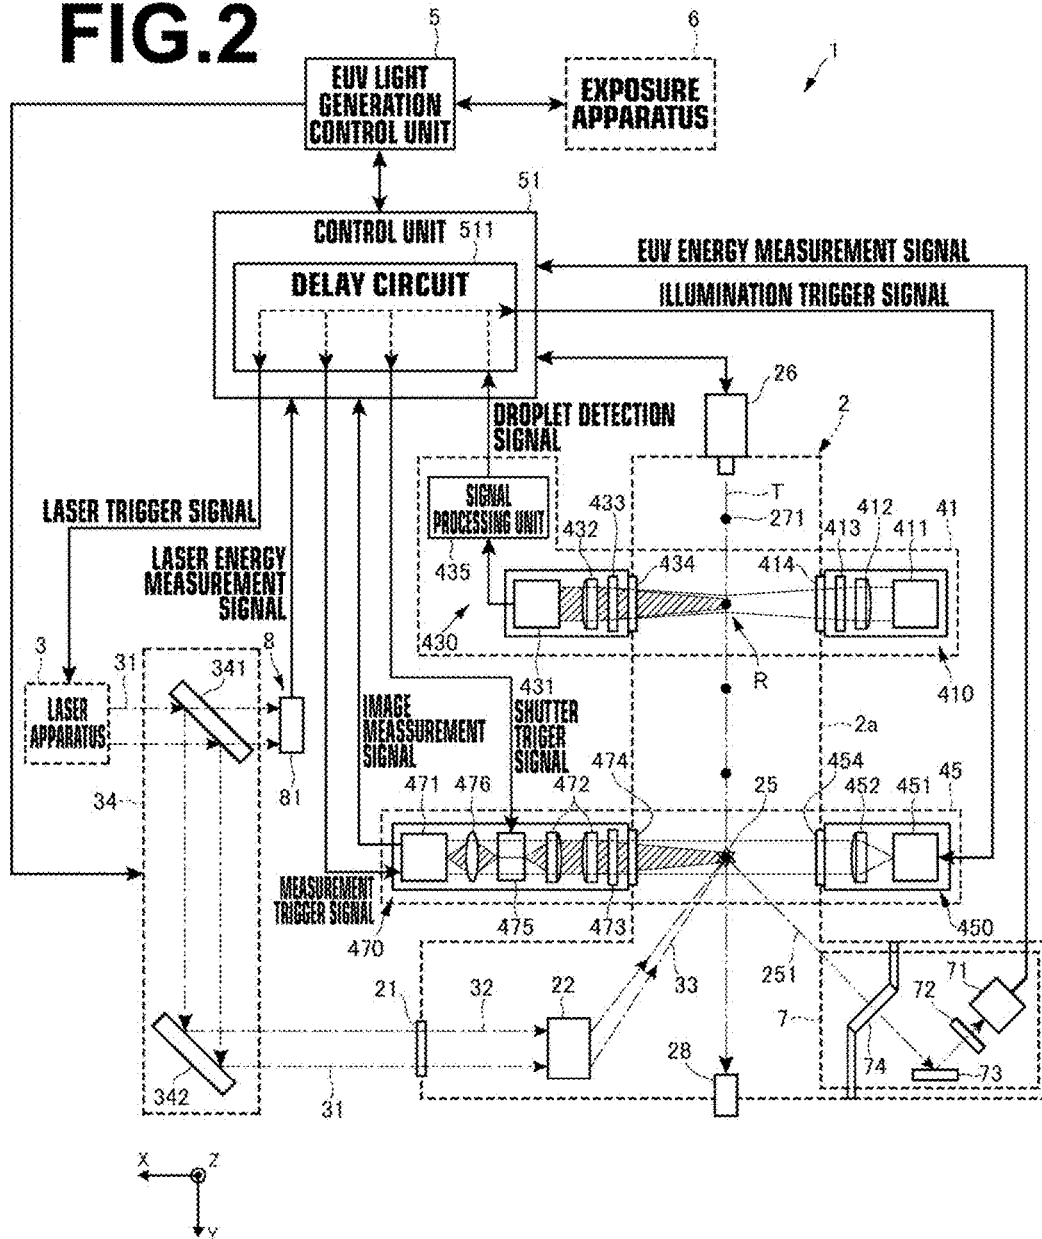 FIG.2
5
6
1
EUV LIGHT
GENERATION
CONTROL UNIT
EXPOSURE
APPARATUS
51
CONTROL UNIT
511
DELAY CIRCUIT
EUV ENERGY MEASUREMENT SIGNAL
ILLUMINATION TRIGGER SIGNAL
26
2
DROPLET DETECTION
SIGNAL
LASER TRIGGER SIGNAL
SIGNAL
PROCESSING UNIT
T
271
432
433
434
435
414
413
412
411
41
LASER ENERGY
MEASUREMENT
SIGNAL
430
431
R
410
3
31
341
8
LASER
APPARATUS
81
34
IMAGE
MEASSUREMENT
SIGNAL
SHUTTER
TRIGER
SIGNAL
2a
471
476
472
474
25
454
452
451
45
MEASUREMENT
TRIGGER SIGNAL
470
475
473
450
33
251
21
32
22
7
72
71
74
73
28
342
31
X
Z
Y